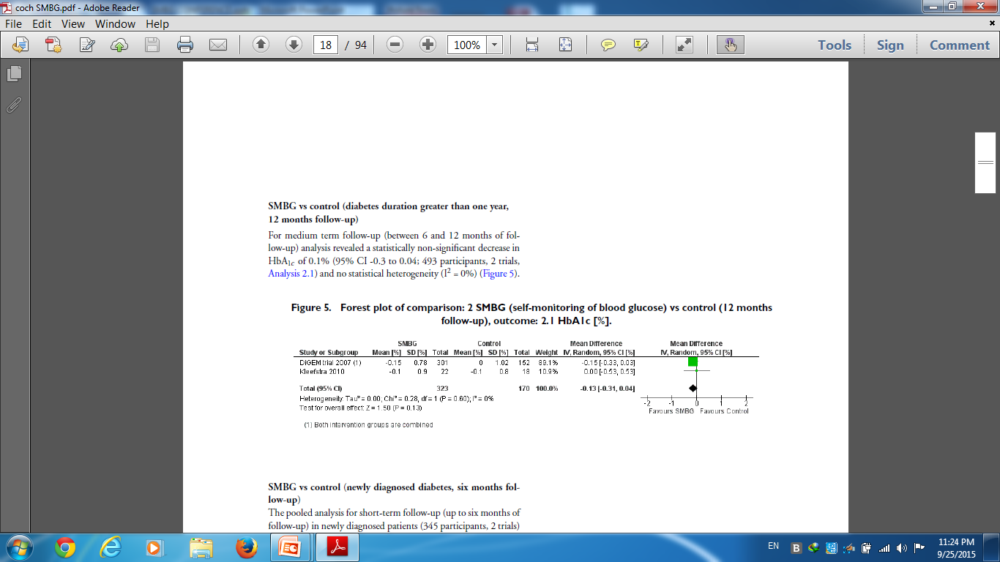 coch SMBG.pdf - Adobe Reader
File Edit View Window Help
18 / 94 100% Tools Sign Comment
SMBG vs control (diabetes duration greater than one year,
12 months follow-up)
For medium term follow-up (between 6 and 12 months of fol-
low-up) analysis revealed a statistically non-significant decrease in
HbA1c of 0.1% (95% CI -0.3 to 0.04; 493 participants, 2 trials,
Analysis 2.1) and no statistical heterogeneity (I2 = 0%) (Figure 5).
Figure 5. Forest plot of comparison: 2 SMBG (self-monitoring of blood glucose) vs control (12 months
follow-up), outcome: 2.1 HbA1c [%].
SMBG Control Mean Difference Mean Difference
Study or Subgroup Mean [%] SD [%] Total Mean [%] SD [%] Total Weight IV, Random, 95% CI [%] IV, Random, 95% CI [%]
DiGEM trial 2007 (1) -0.15 0.78 301 0 1.02 152 89.1% -0.15 [-0.33, 0.03]
Kleefstra 2010 -0.1 0.9 22 -0.1 0.8 18 10.9% 0.00 [-0.53, 0.53]
Total (95% CI) 323 170 100.0% -0.13 [-0.31, 0.04]
Heterogeneity: Tau² = 0.00; Chi² = 0.28, df = 1 (P = 0.60); I² = 0%
Test for overall effect: Z = 1.50 (P = 0.13)
-2 -1 0 1 2
Favours SMBG Favours Control
(1) Both intervention groups are combined
SMBG vs control (newly diagnosed diabetes, six months fol-
low-up)
The pooled analysis for short-term follow-up (up to six months of
follow-up) in newly diagnosed patients (345 participants, 2 trials)
EN
11:24 PM
9/25/2015